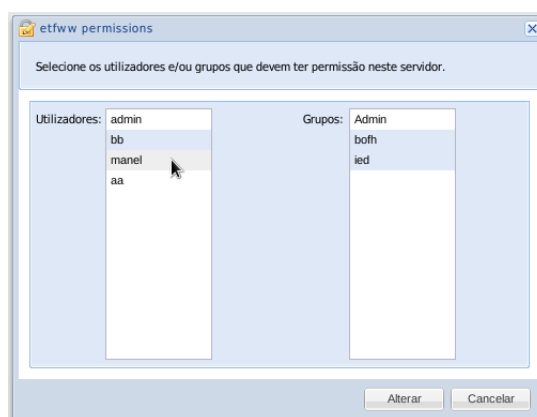 etfww permissions
Selecione os utilizadores e/ou grupos que devem ter permissão neste servidor.
Utilizadores:
admin
bb
manel
aa
Grupos:
Admin
bofh
ied
Alterar
Cancelar